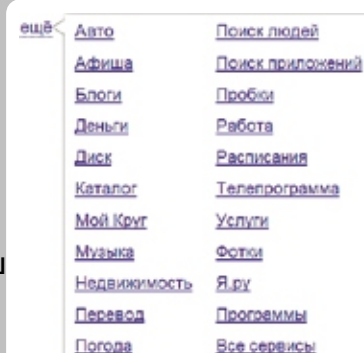 ещё
Авто Поиск людей
Афиша Поиск приложений
Блоги Пробки
Деньги Работа
Диск Расписания
Каталог Телепрограмма
Мой Круг Услуги
Музыка Фотки
Недвижимость Я.ру
Перевод Программы
Погода Все сервисы